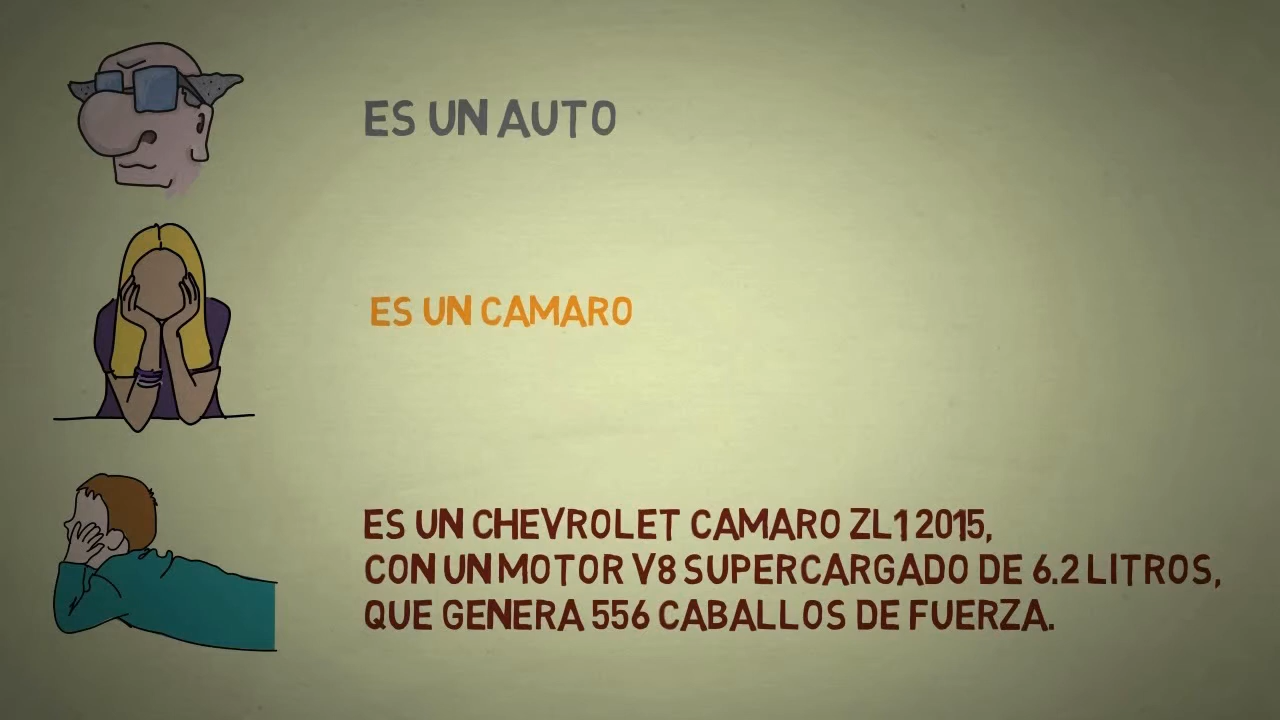 ES UN AUTO
ES UN CAMARO
ES UN CHEVROLET CAMARO ZL1 2015,
CON UN MOTOR V8 SUPERCARGADO DE 6.2 LITROS,
QUE GENERA 556 CABALLOS DE FUERZA.